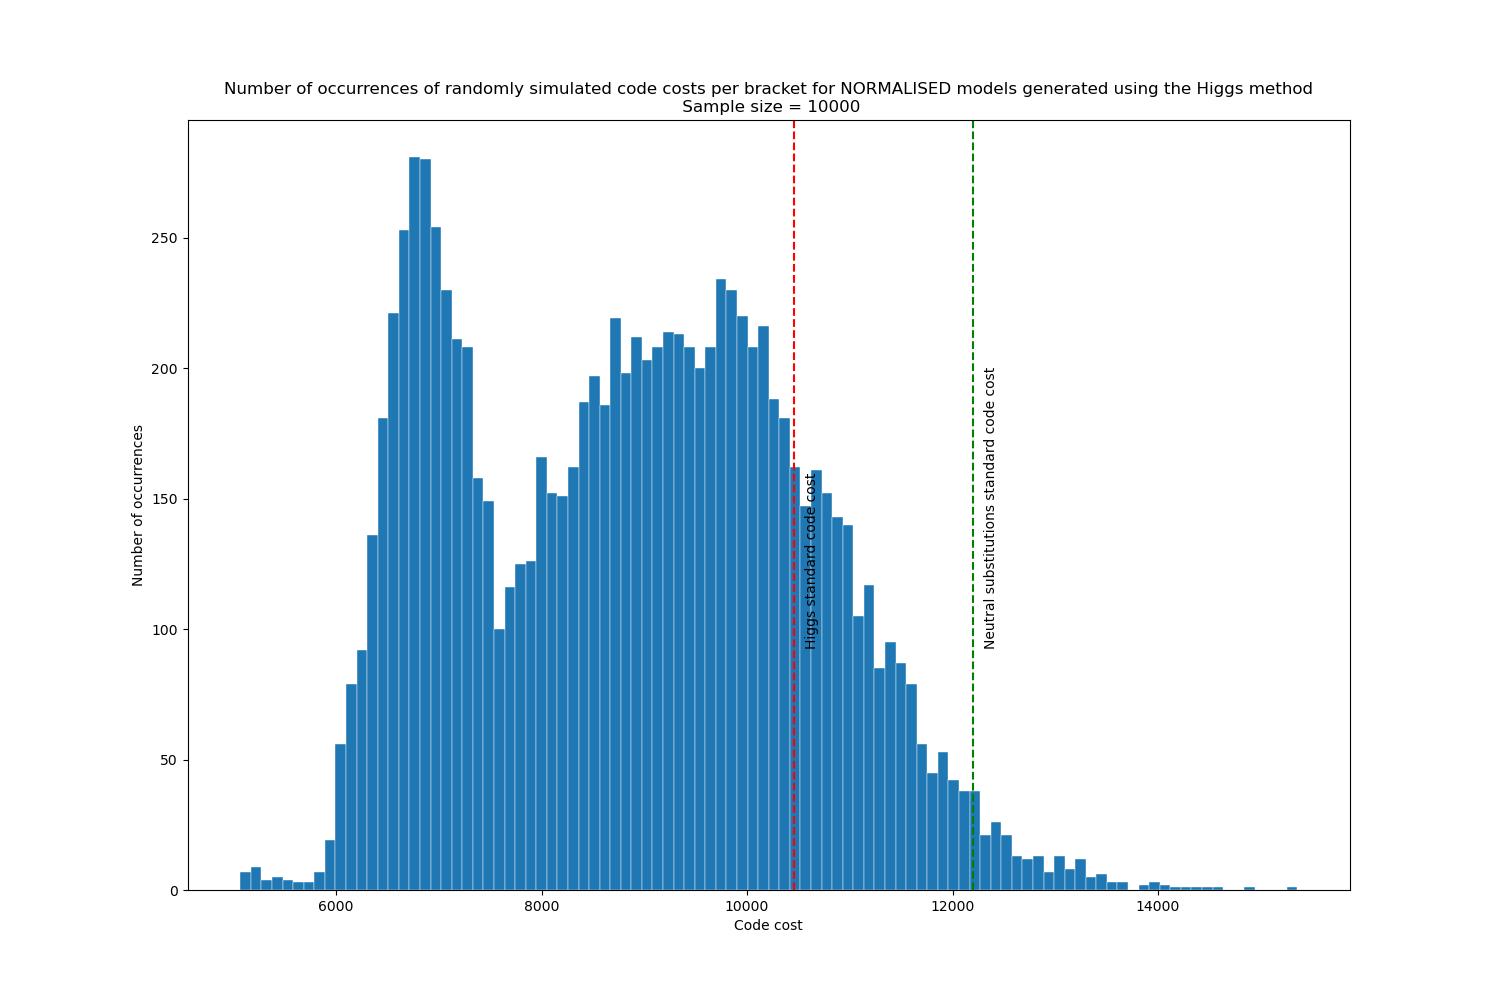 Number of occurrences of randomly simulated code costs per bracket for NORMALISED models generated using the Higgs method
Sample size = 10000
250
200
150
100
50
0
Number of occurrences
Higgs standard code cost
Neutral substitutions standard code cost
6000
8000
10000
12000
14000
Code cost